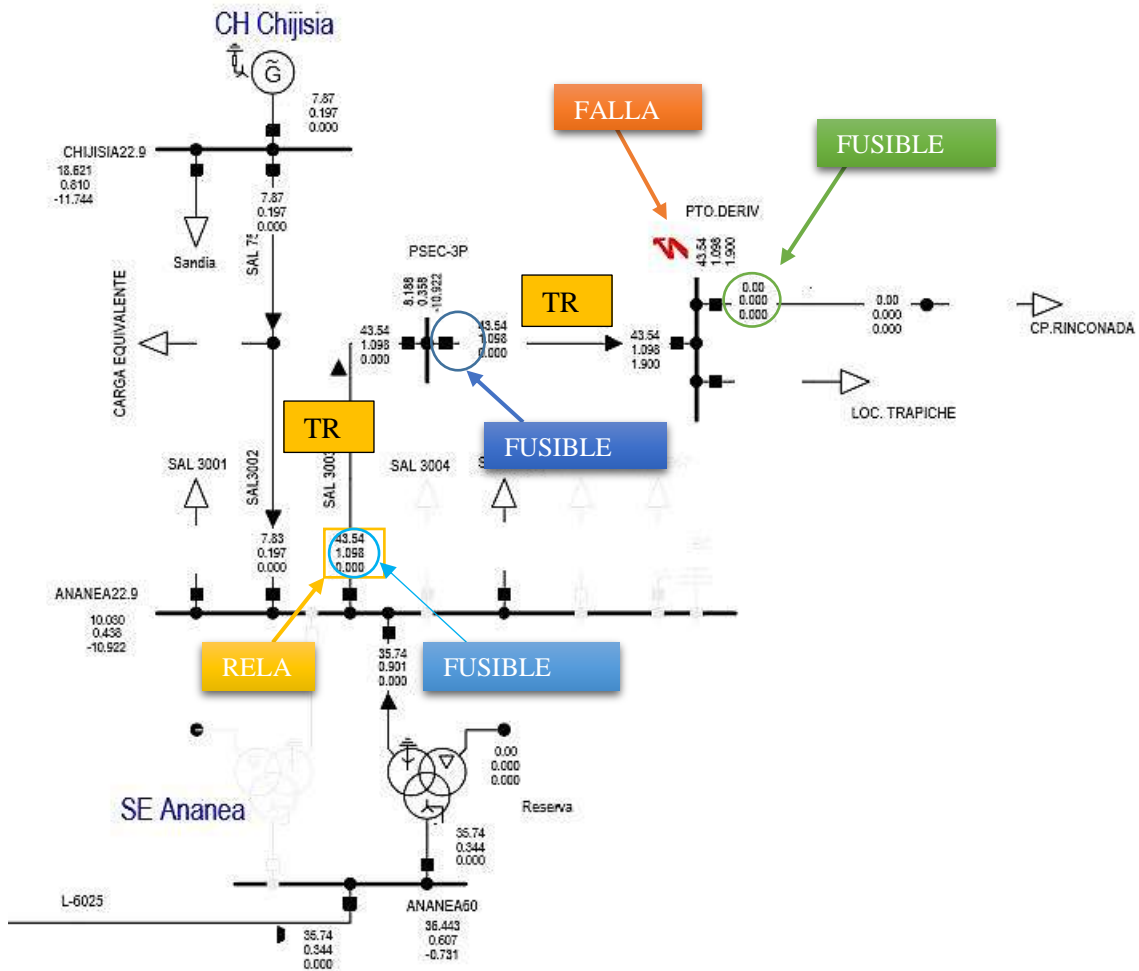 CH Chijisia
G̃
7.87
0.197
0.000
CHIJISIA22.9
18.621
0.810
-11.744
Sandia
7.87
0.197
0.000
SAL 75
CARGA EQUIVALENTE
FALLA
FUSIBLE
PTO.DERIV
43.54
1.098
1.900
PSEC-3P
8.188
0.358
-10.922
TR
43.54
1.098
0.000
43.54
1.098
0.000
43.54
1.098
1.900
0.00
0.000
0.000
0.00
0.000
0.000
CP.RINCONADA
LOC. TRAPICHE
TR
FUSIBLE
SAL 3001
SAL3002
SAL 3003
SAL 3004
7.83
0.197
0.000
43.54
1.098
0.000
ANANEA22.9
10.030
0.438
-10.922
RELA
FUSIBLE
35.74
0.901
0.000
0.00
0.000
0.000
Reserva
SE Ananea
35.74
0.344
0.000
L-6025
ANANEA60
36.443
0.607
-0.731
35.74
0.344
0.000